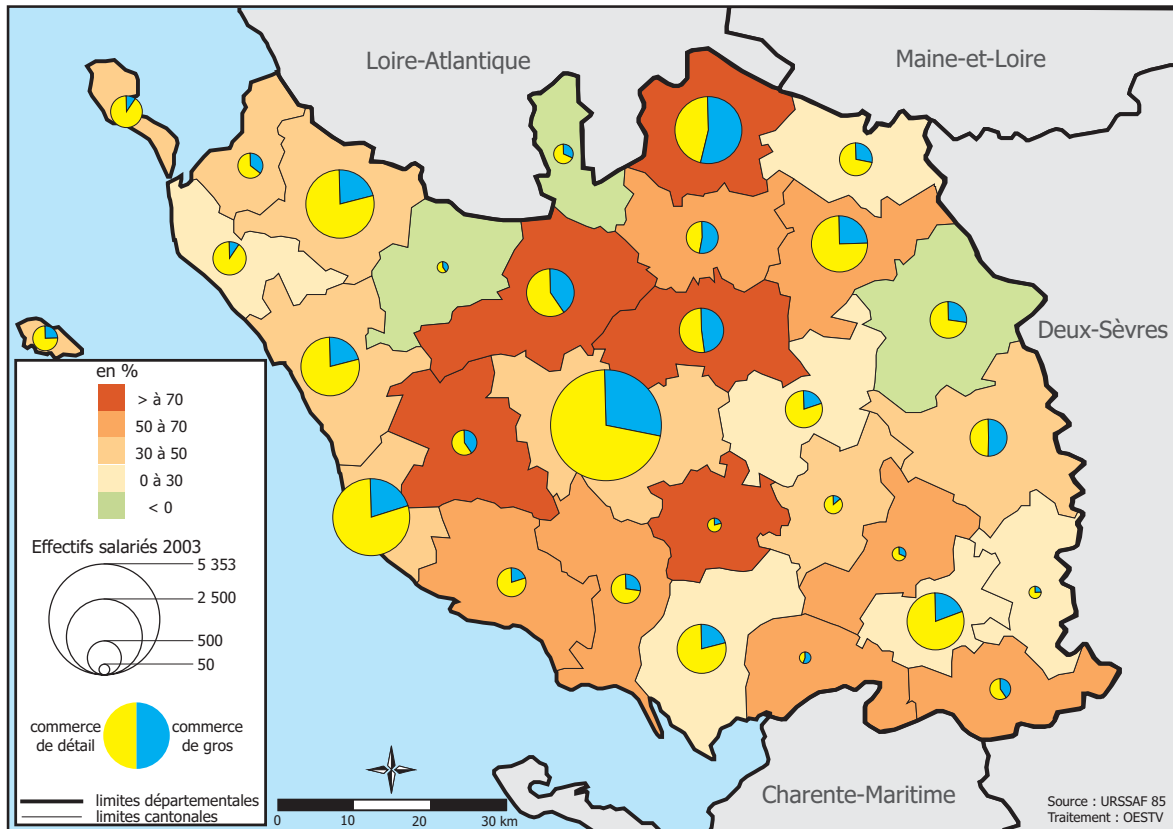 Loire-Atlantique
Maine-et-Loire
Deux-Sèvres
Charente-Maritime
en %
> à 70
50 à 70
30 à 50
0 à 30
< 0
Effectifs salariés 2003
5 353
2 500
500
50
commerce de détail
commerce de gros
limites départementales
limites cantonales
0 10 20 30 km
Source : URSSAF 85
Traitement : OESTV